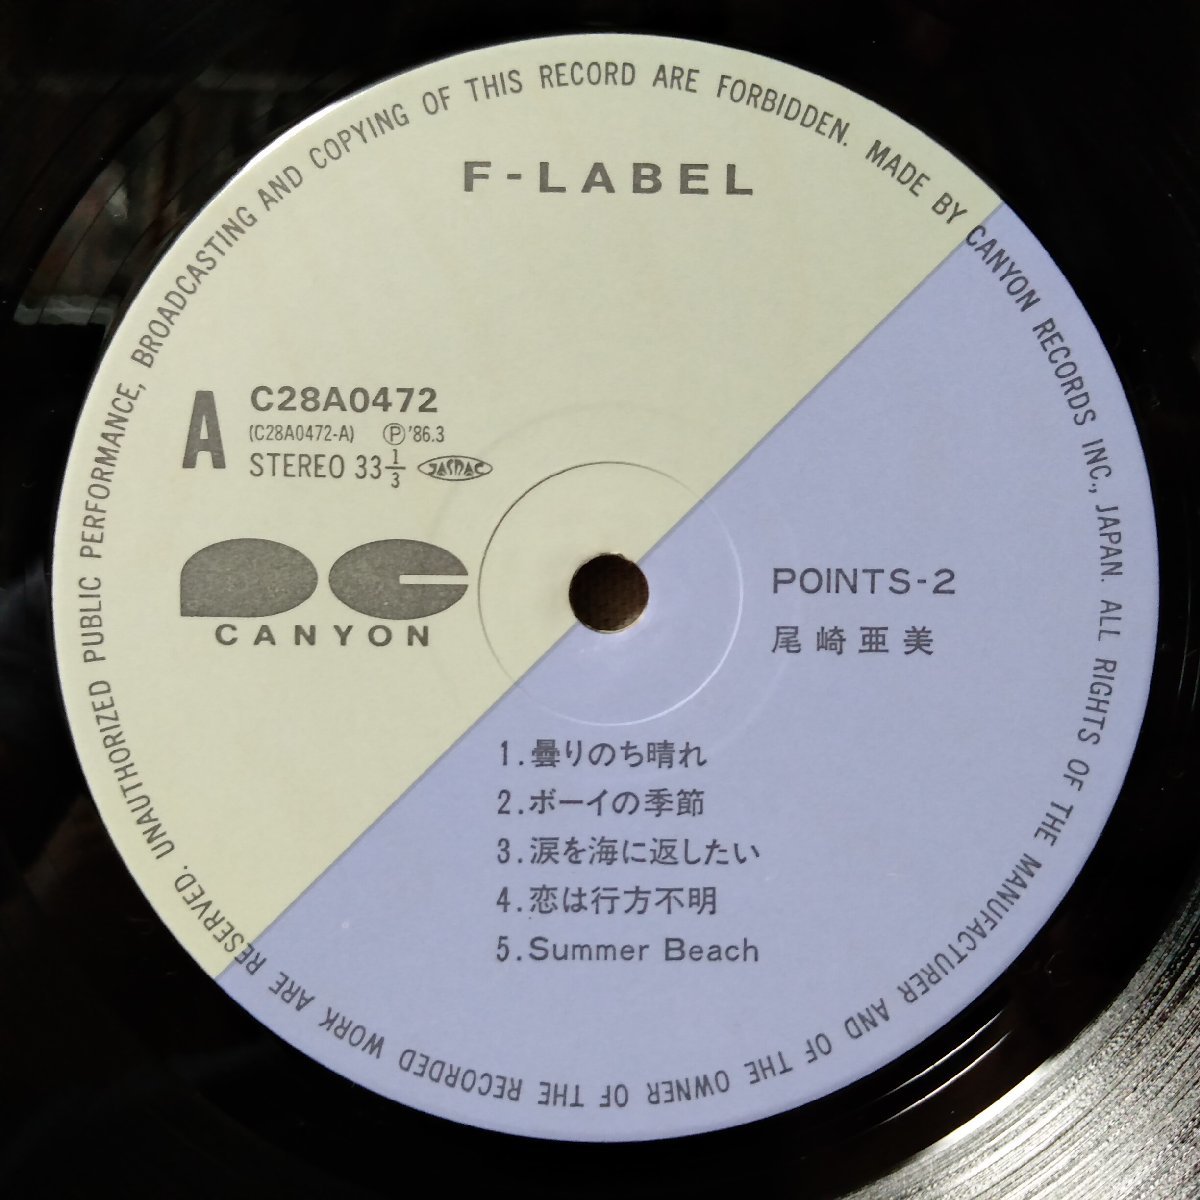 UNAUTHORIZED PUBLIC PERFORMANCE, BROADCASTING AND COPYING OF THIS RECORD ARE FORBIDDEN. MADE BY CANYON RECORDS INC., JAPAN. ALL RIGHTS OF THE MANUFACTURER AND OF THE OWNER OF THE RECORDED WORK ARE RESERVED.
F-LABEL
A
C28A0472
(C28A0472-A) Ⓟ'86.3
STEREO 33 1/3 JASRAC
CANYON
POINTS-2
尾崎亜美
1.曇りのち晴れ
2.ボーイの季節
3.涙を海に返したい
4.恋は行方不明
5.Summer Beach